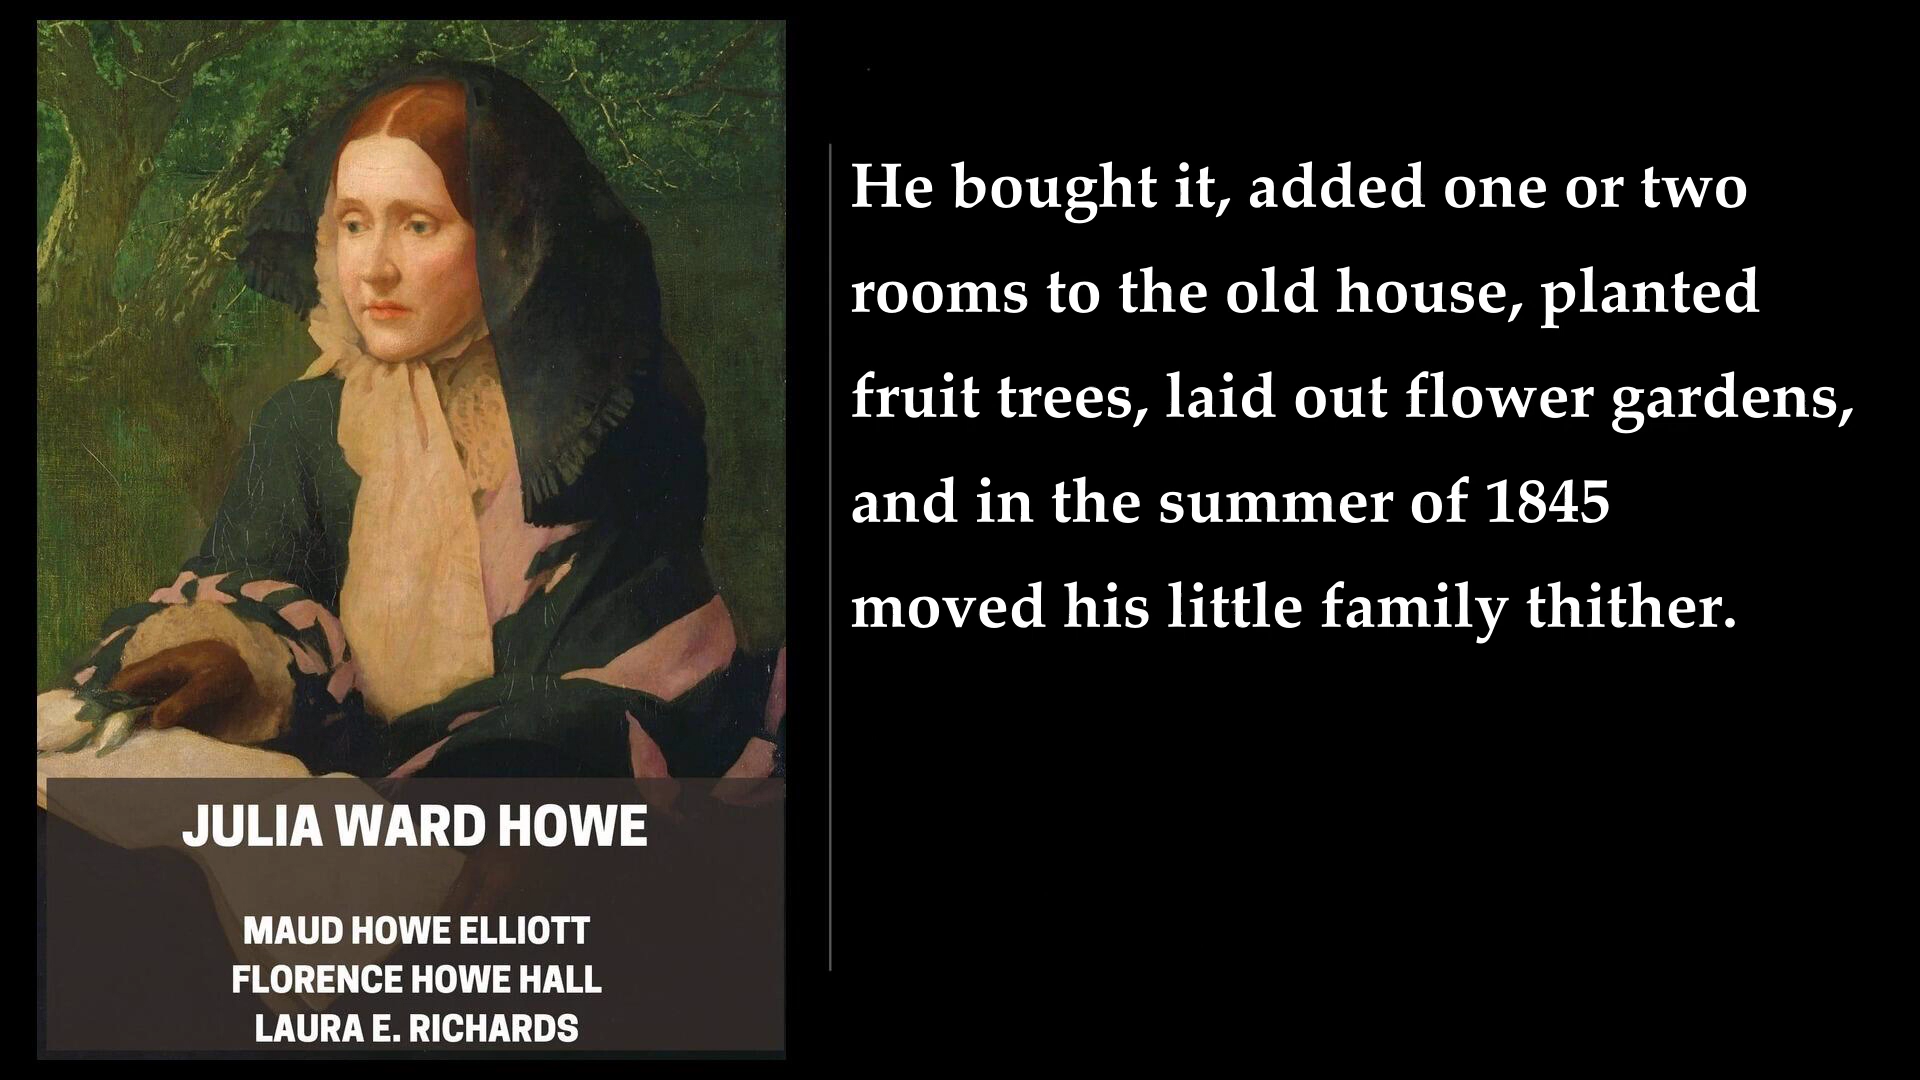 He bought it, added one or two
rooms to the old house, planted
fruit trees, laid out flower gardens,
and in the summer of 1845
moved his little family thither.
JULIA WARD HOWE
MAUD HOWE ELLIOTT
FLORENCE HOWE HALL
LAURA E. RICHARDS